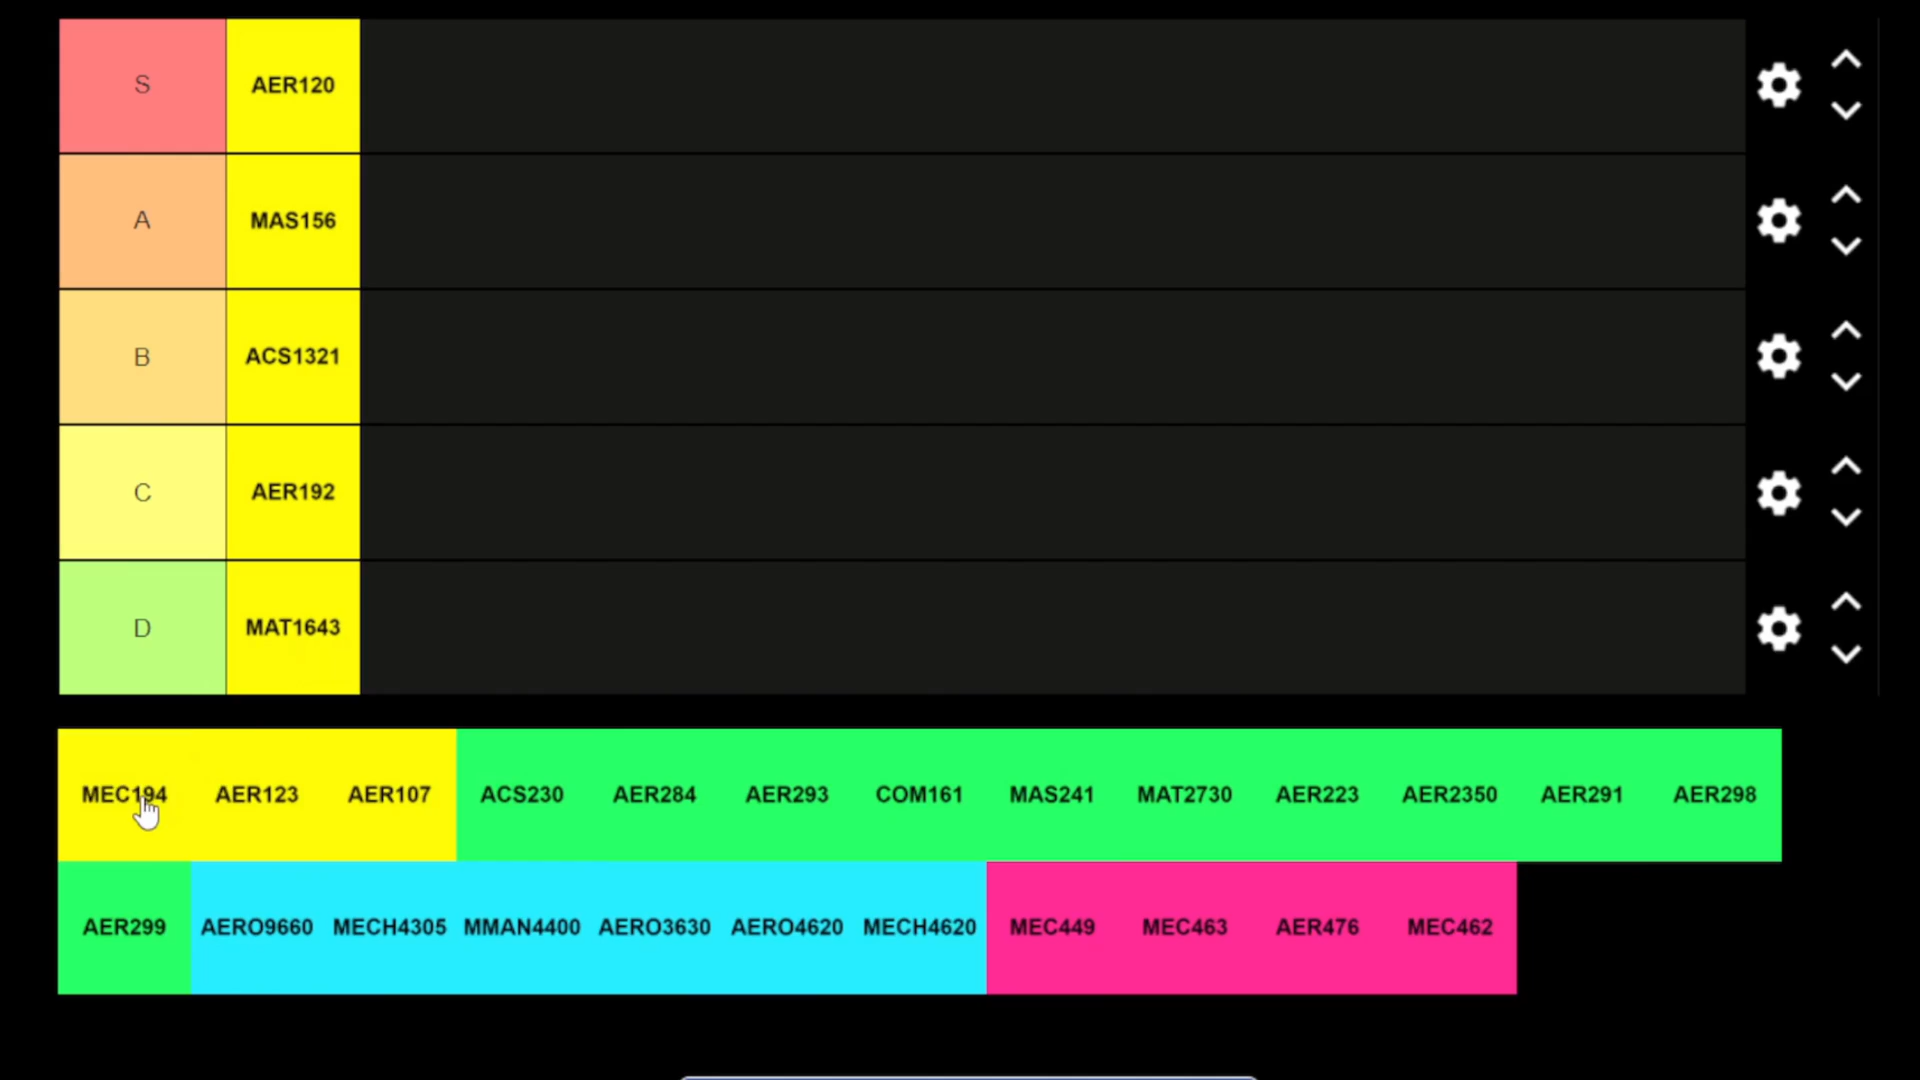 S AER120
A MAS156
B ACS1321
C AER192
D MAT1643
MEC194 AER123 AER107 ACS230 AER284 AER293 COM161 MAS241 MAT2730 AER223 AER2350 AER291 AER298
AER299 AERO9660 MECH4305 MMAN4400 AERO3630 AERO4620 MECH4620 MEC449 MEC463 AER476 MEC462